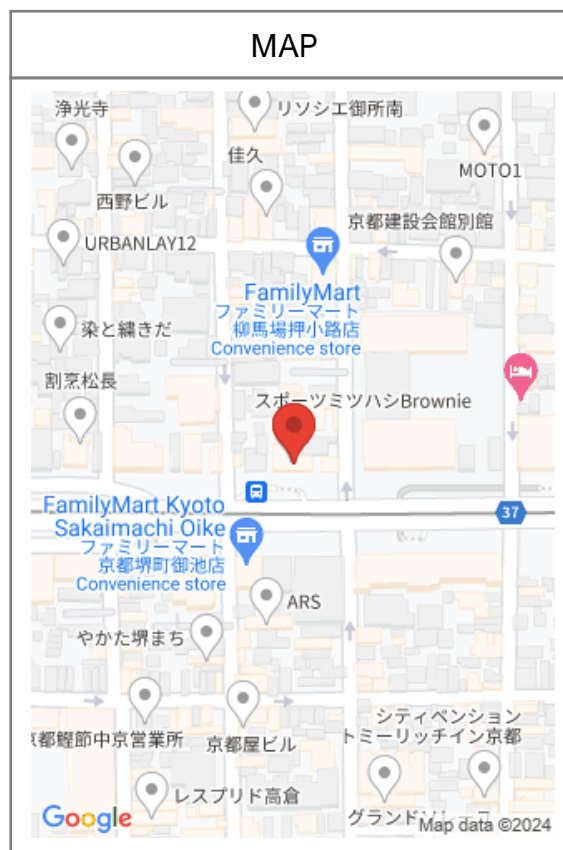 MAP
浄光寺
リソシエ御所南
MOTO1
西野ビル
佳久
京都建設会館別館
URBANLAY12
FamilyMart
ファミリーマート
柳馬場押小路店
Convenience store
染と繍きだ
割烹松長
スポーツミツハシBrownie
37
FamilyMart Kyoto
Sakaimachi Oike
ファミリーマート
京都堺町御池店
Convenience store
ARS
やかた堺まち
都鰹節中京営業所
京都屋ビル
シティペンション
トミーリッチイン京都
レスプリド高倉
グランド
Google
Map data ©2024